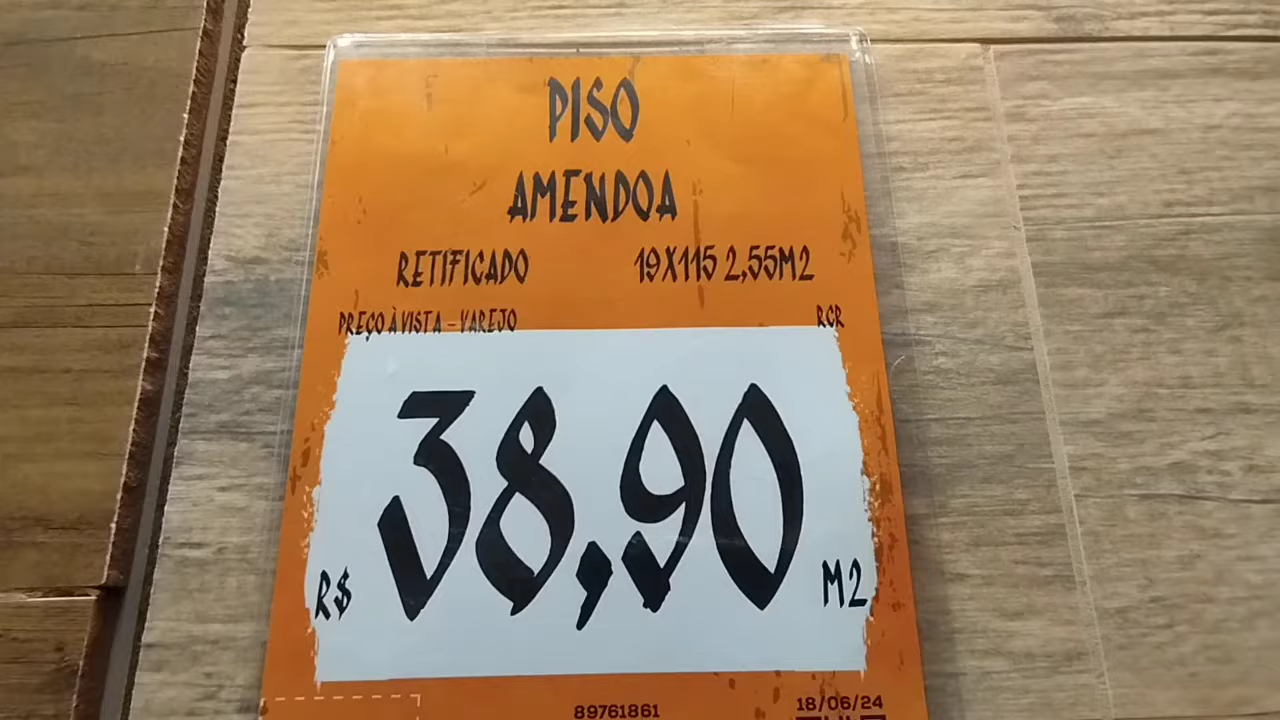 PISO
AMENDOA
RETIFICADO 19X115 2,55M2
PREÇO À VISTA - VAREJO RCR
R$ 38,90 M2
89761861 18/06/24